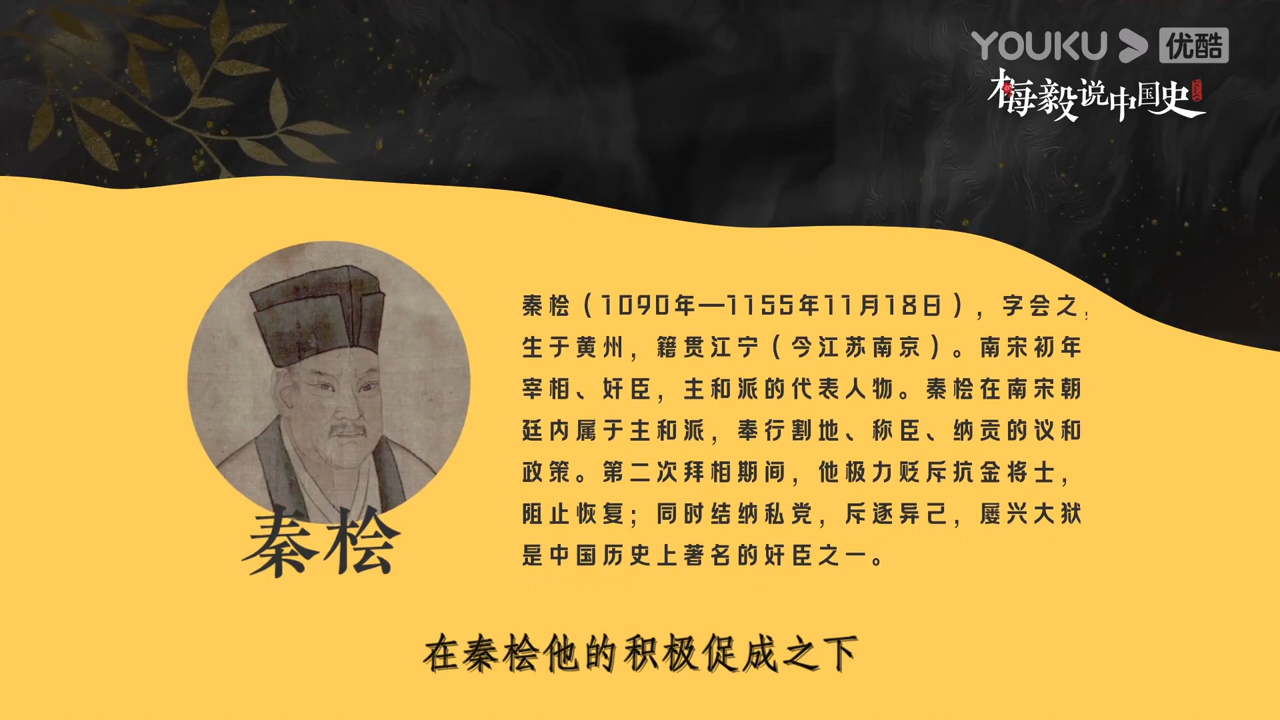 YOUKU 优酷
梅毅说中国史
秦桧（1090年—1155年11月18日），字会之，
生于黄州，籍贯江宁（今江苏南京）。南宋初年
宰相、奸臣，主和派的代表人物。秦桧在南宋朝
廷内属于主和派，奉行割地、称臣、纳贡的议和
政策。第二次拜相期间，他极力贬斥抗金将士，
阻止恢复；同时结纳私党，斥逐异己，屡兴大狱
是中国历史上著名的奸臣之一。
秦桧
在秦桧他的积极促成之下